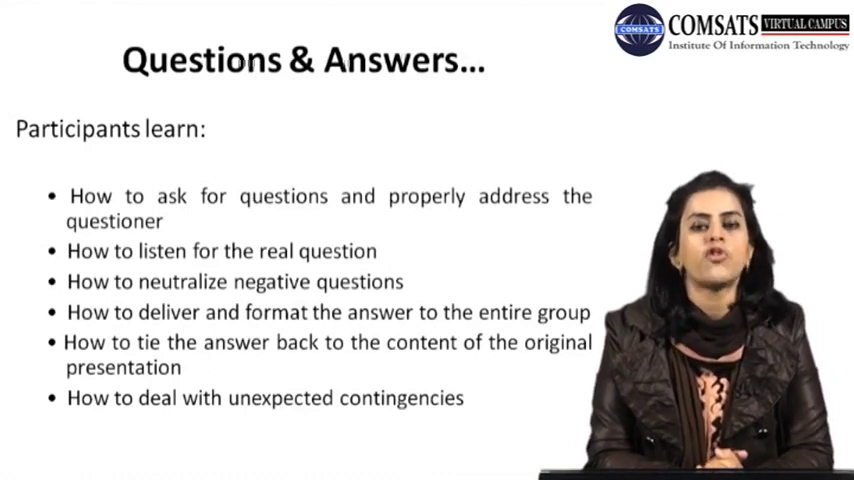 COMSATS VIRTUAL CAMPUS
COMSATS
Institute Of Information Technology
Questions & Answers...
Participants learn:
• How to ask for questions and properly address the
questioner
• How to listen for the real question
• How to neutralize negative questions
• How to deliver and format the answer to the entire group
• How to tie the answer back to the content of the original
presentation
• How to deal with unexpected contingencies